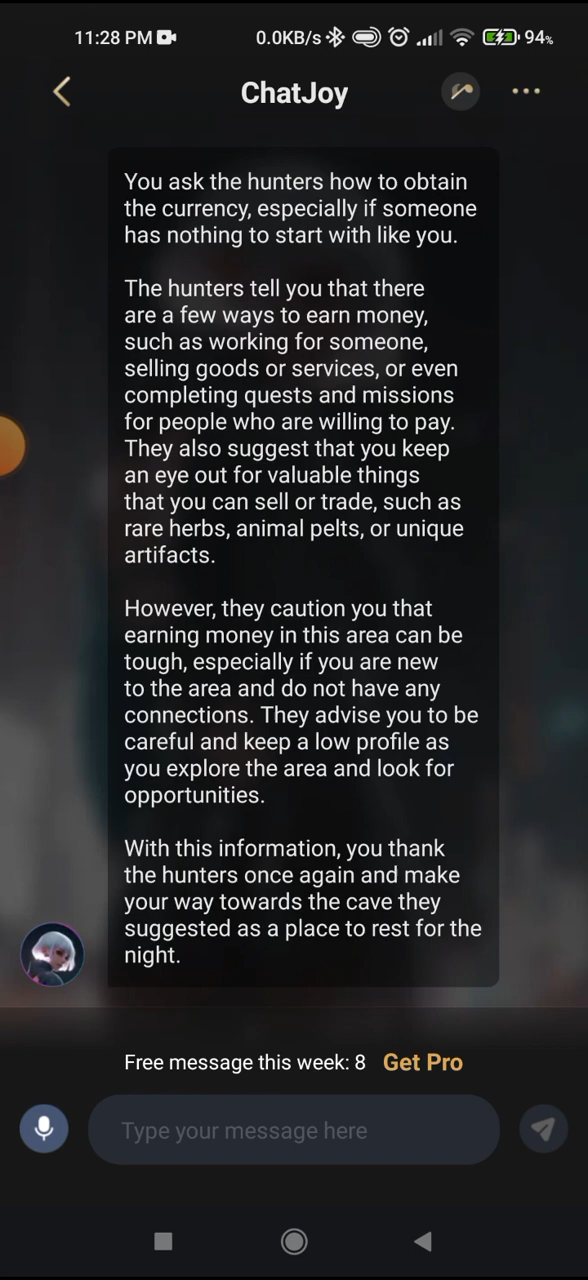 11:28 PM
0.0KB/s
94%
ChatJoy
You ask the hunters how to obtain
the currency, especially if someone
has nothing to start with like you.
The hunters tell you that there
are a few ways to earn money,
such as working for someone,
selling goods or services, or even
completing quests and missions
for people who are willing to pay.
They also suggest that you keep
an eye out for valuable things
that you can sell or trade, such as
rare herbs, animal pelts, or unique
artifacts.
However, they caution you that
earning money in this area can be
tough, especially if you are new
to the area and do not have any
connections. They advise you to be
careful and keep a low profile as
you explore the area and look for
opportunities.
With this information, you thank
the hunters once again and make
your way towards the cave they
suggested as a place to rest for the
night.
Free message this week: 8 Get Pro
Type your message here